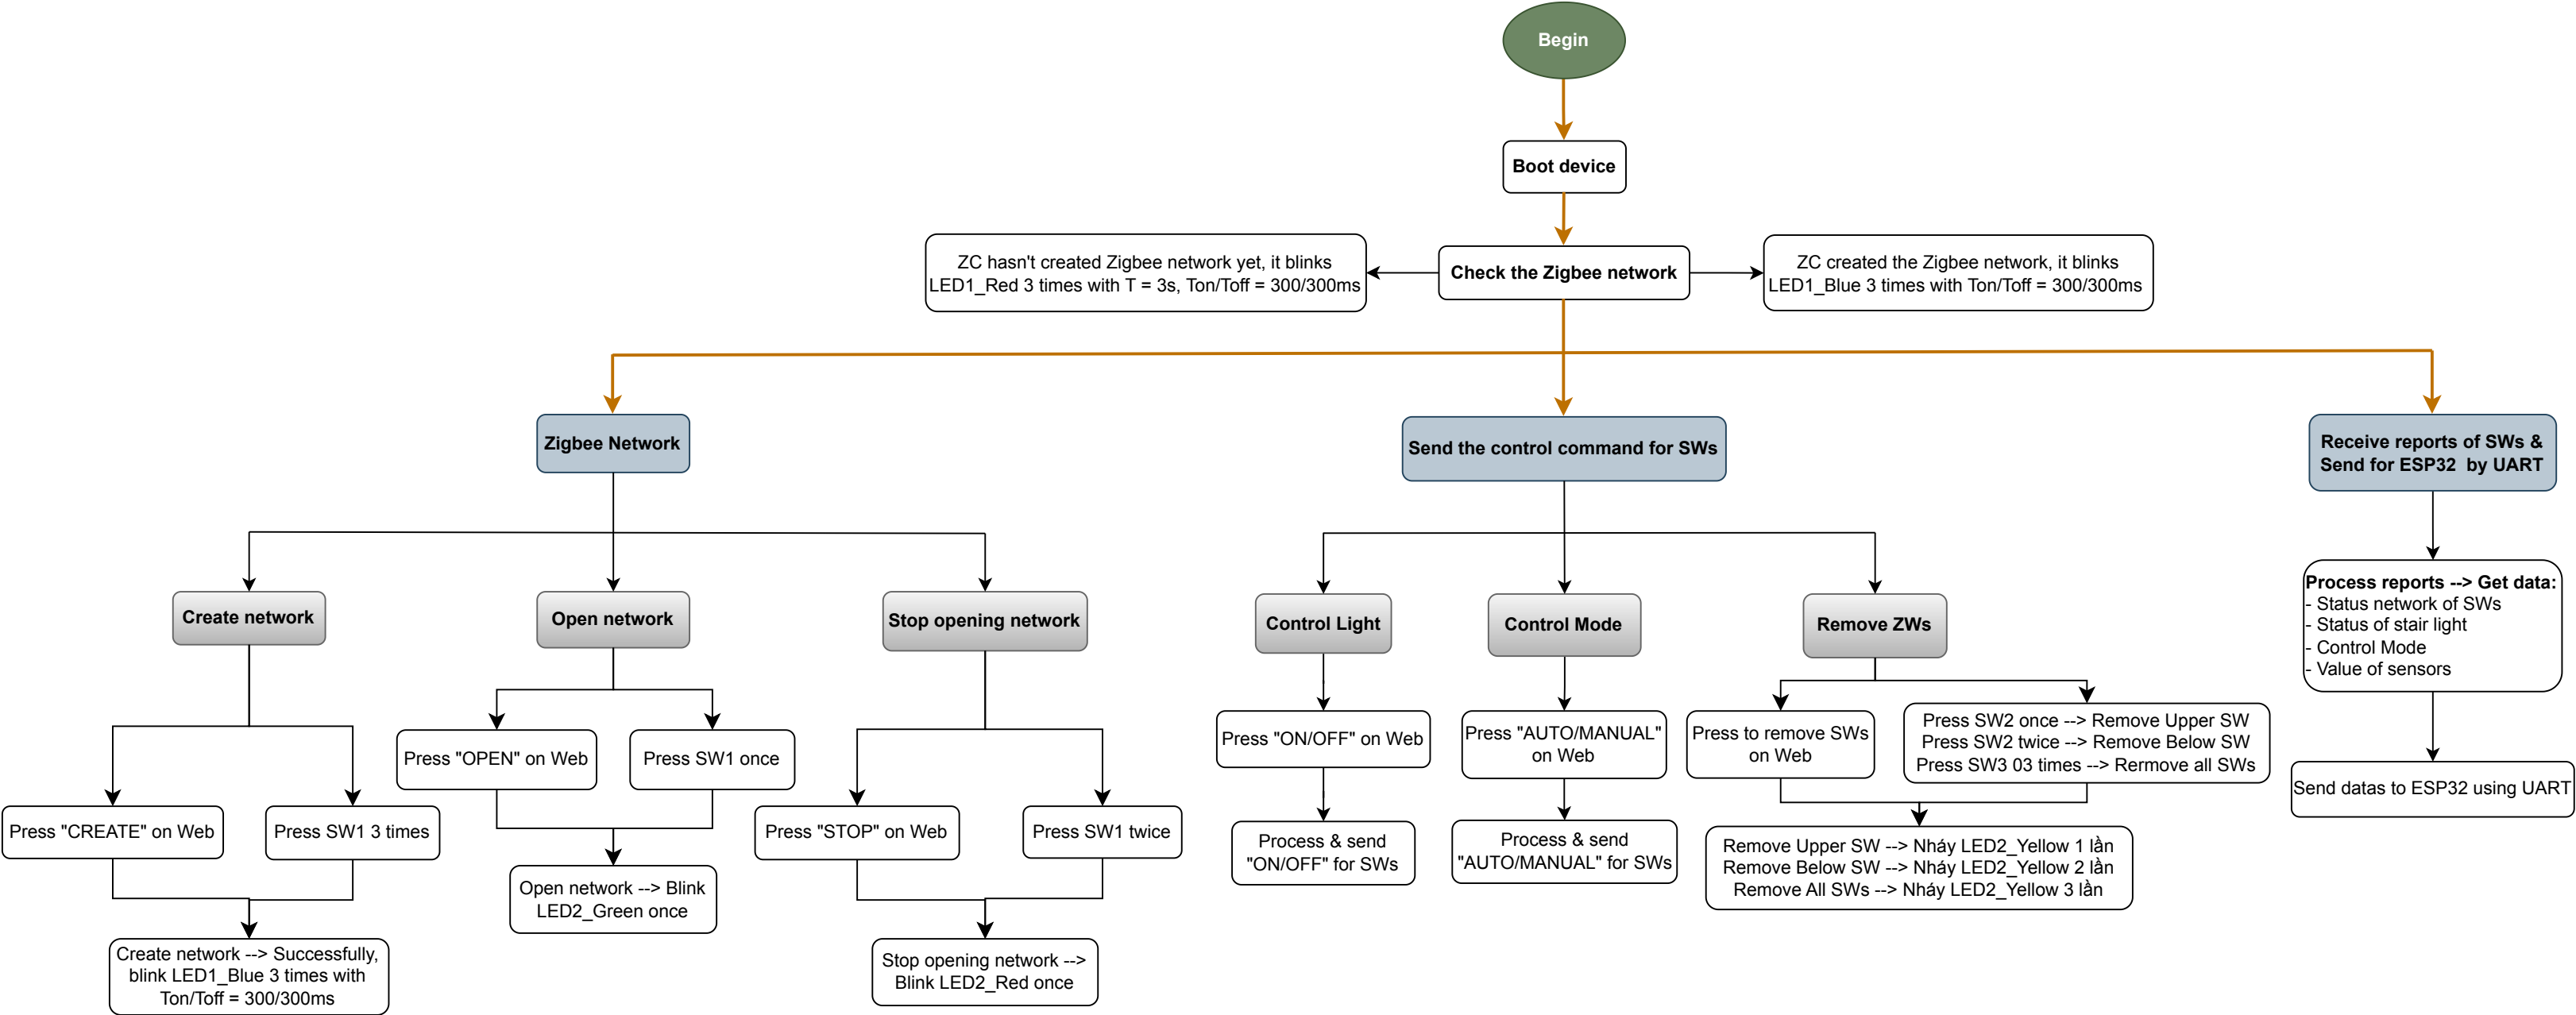 Begin
Boot device
ZC hasn't created Zigbee network yet, it blinks
LED1_Red 3 times with T = 3s, Ton/Toff = 300/300ms
Check the Zigbee network
ZC created the Zigbee network, it blinks
LED1_Blue 3 times with Ton/Toff = 300/300ms
Zigbee Network
Send the control command for SWs
Receive reports of SWs &
Send for ESP32  by UART
Create network
Open network
Stop opening network
Control Light
Control Mode
Remove ZWs
Process reports --> Get data:
- Status network of SWs
- Status of stair light
- Control Mode
- Value of sensors
Press "CREATE" on Web
Press SW1 3 times
Press "OPEN" on Web
Press SW1 once
Press "STOP" on Web
Press SW1 twice
Press "ON/OFF" on Web
Press "AUTO/MANUAL"
on Web
Press to remove SWs
on Web
Press SW2 once --> Remove Upper SW
Press SW2 twice --> Remove Below SW
Press SW3 03 times --> Rermove all SWs
Send datas to ESP32 using UART
Create network --> Successfully,
blink LED1_Blue 3 times with
Ton/Toff = 300/300ms
Open network --> Blink
LED2_Green once
Stop opening network -->
Blink LED2_Red once
Process & send
"ON/OFF" for SWs
Process & send
"AUTO/MANUAL" for SWs
Remove Upper SW --> Nháy LED2_Yellow 1 lần
Remove Below SW --> Nháy LED2_Yellow 2 lần
Remove All SWs --> Nháy LED2_Yellow 3 lần